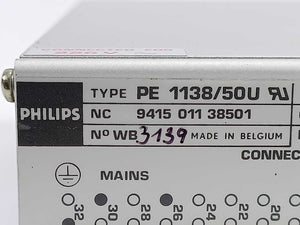 TYPE PE 1138/50U
PHILIPS
NC 9415 011 38501
No WB 3139 MADE IN BELGIUM
CONNEC
MAINS
32 30 28 26 24 22 20